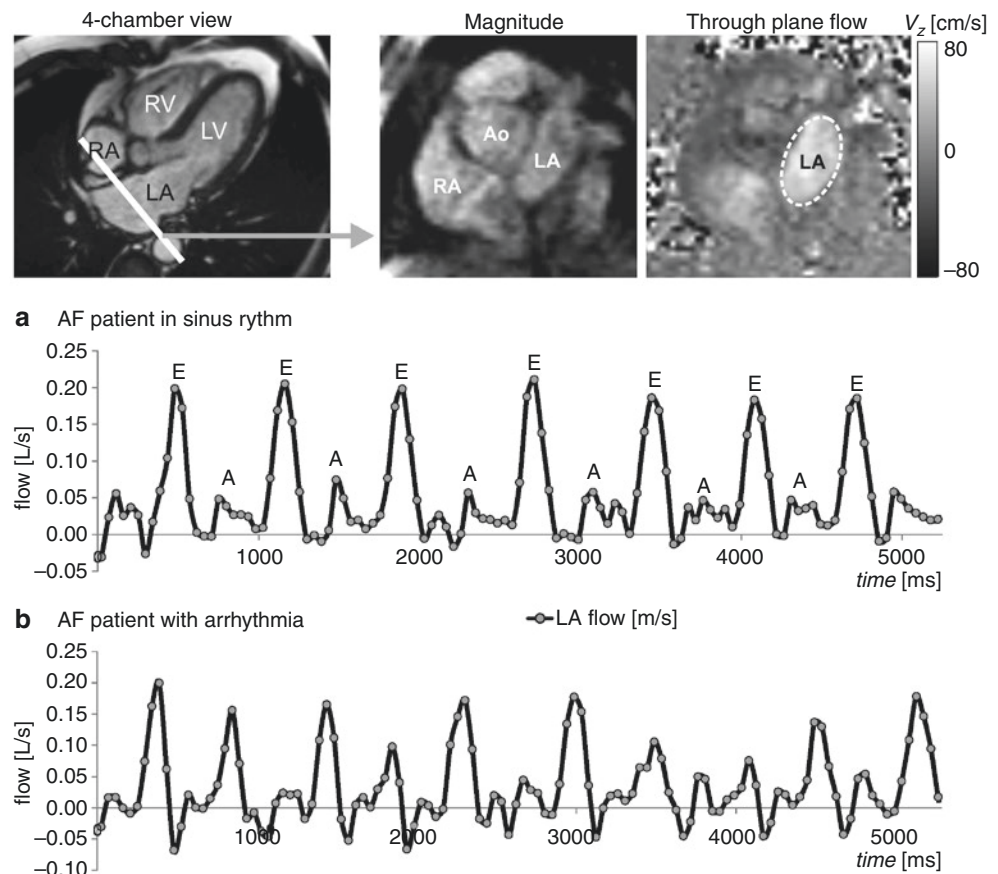 4-chamber view
Magnitude
Through plane flow
Vz [cm/s]
RV
LV
RA
LA
Ao
LA
RA
LA
80
0
–80
a AF patient in sinus rythm
0.25
0.20
0.15
0.10
0.05
0.00
–0.05
flow [L/s]
E E E E E E E
A A A A A A
1000 2000 3000 4000 5000
time [ms]
b AF patient with arrhythmia
LA flow [m/s]
0.25
0.20
0.15
0.10
0.05
0.00
–0.05
–0.10
flow [L/s]
1000 2000 3000 4000 5000
time [ms]